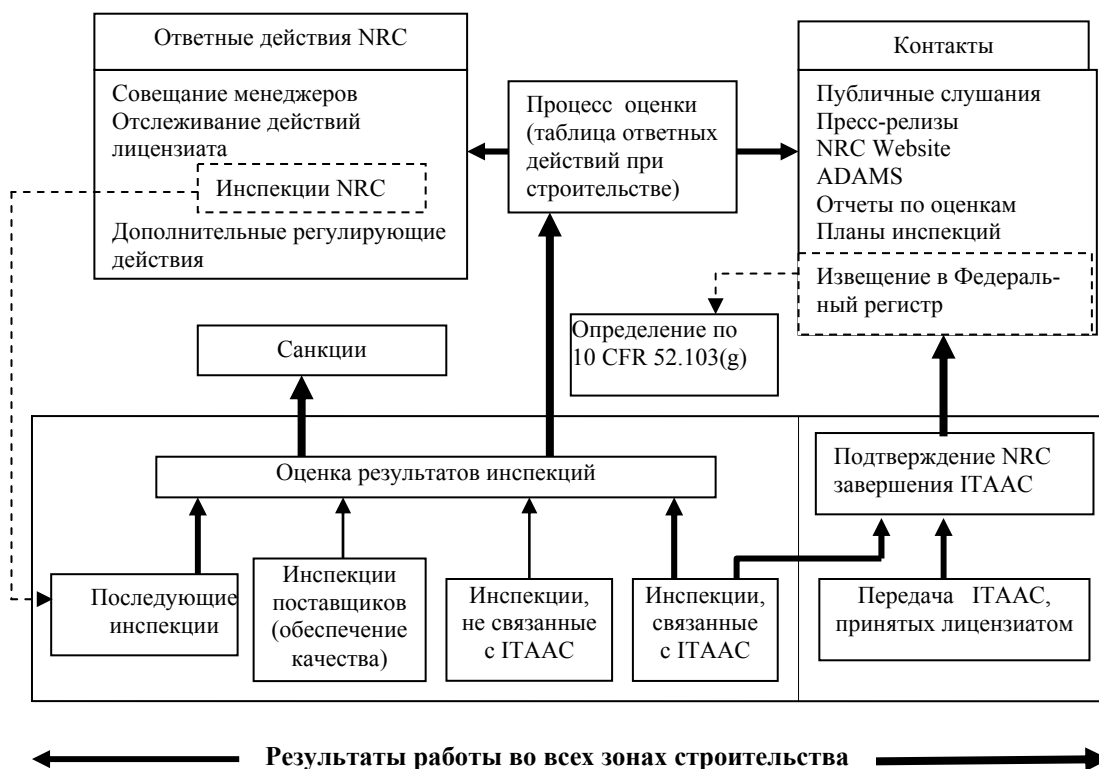 Ответные действия NRC
Совещание менеджеров
Отслеживание действий
лицензиата
Инспекции NRC
Дополнительные регулирующие
действия
Процесс оценки
(таблица ответных
действий при
строительстве)
Контакты
Публичные слушания
Пресс-релизы
NRC Website
ADAMS
Отчеты по оценкам
Планы инспекций
Извещение в Федераль-
ный регистр
Санкции
Определение по
10 CFR 52.103(g)
Оценка результатов инспекций
Подтверждение NRC
завершения ITAAC
Последующие
инспекции
Инспекции
поставщиков
(обеспечение
качества)
Инспекции,
не связанные
с ITAAC
Инспекции,
связанные
с ITAAC
Передача ITAAC,
принятых лицензиатом
Результаты работы во всех зонах строительства